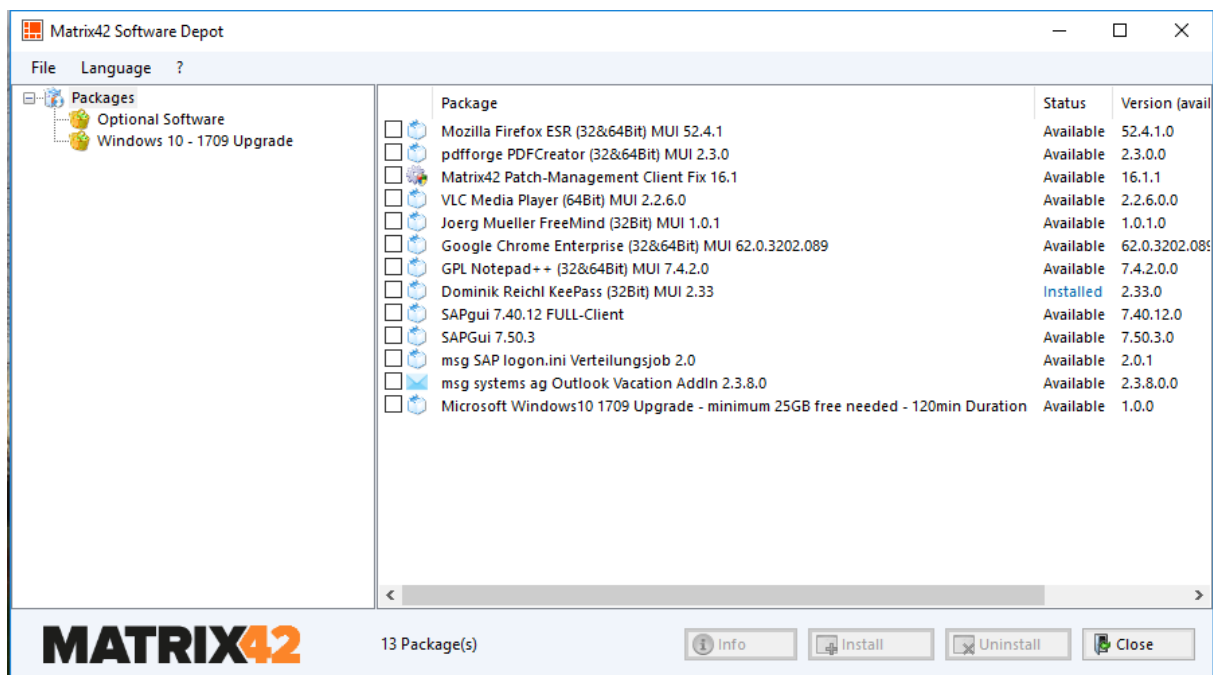 Matrix42 Software Depot
File Language ?
Packages
Optional Software
Windows 10 - 1709 Upgrade
Package Status Version (avail
Mozilla Firefox ESR (32&64Bit) MUI 52.4.1 Available 52.4.1.0
pdfforge PDFCreator (32&64Bit) MUI 2.3.0 Available 2.3.0.0
Matrix42 Patch-Management Client Fix 16.1 Available 16.1.1
VLC Media Player (64Bit) MUI 2.2.6.0 Available 2.2.6.0.0
Joerg Mueller FreeMind (32Bit) MUI 1.0.1 Available 1.0.1.0
Google Chrome Enterprise (32&64Bit) MUI 62.0.3202.089 Available 62.0.3202.089
GPL Notepad++ (32&64Bit) MUI 7.4.2.0 Available 7.4.2.0.0
Dominik Reichl KeePass (32Bit) MUI 2.33 Installed 2.33.0
SAPgui 7.40.12 FULL-Client Available 7.40.12.0
SAPGui 7.50.3 Available 7.50.3.0
msg SAP logon.ini Verteilungsjob 2.0 Available 2.0.1
msg systems ag Outlook Vacation AddIn 2.3.8.0 Available 2.3.8.0.0
Microsoft Windows10 1709 Upgrade - minimum 25GB free needed - 120min Duration Available 1.0.0
MATRIX42 13 Package(s) Info Install Uninstall Close